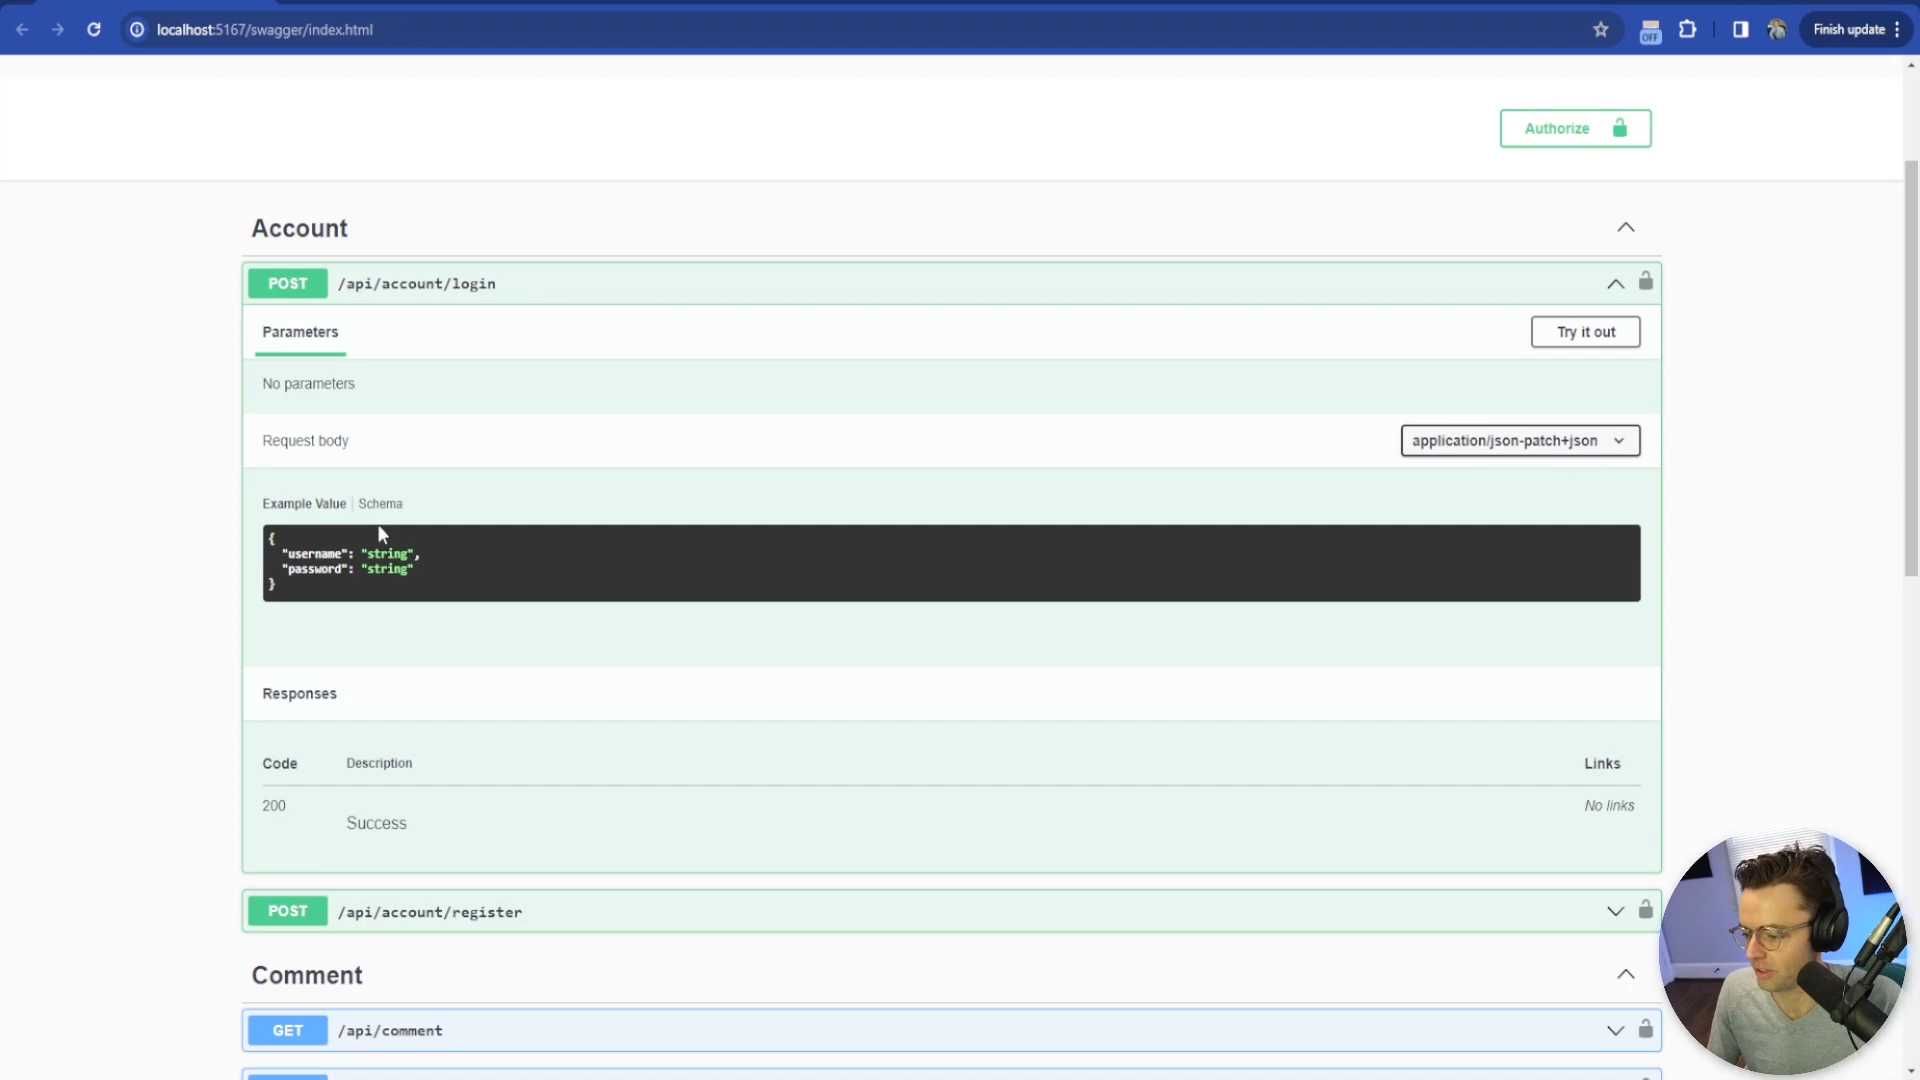 localhost:5167/swagger/index.html
OFF
Finish update
Authorize
Account
POST /api/account/login
Parameters
Try it out
No parameters
Request body
application/json-patch+json
Example Value | Schema
{
"username": "string",
"password": "string"
}
Responses
Code Description Links
200 No links
Success
POST /api/account/register
Comment
GET /api/comment